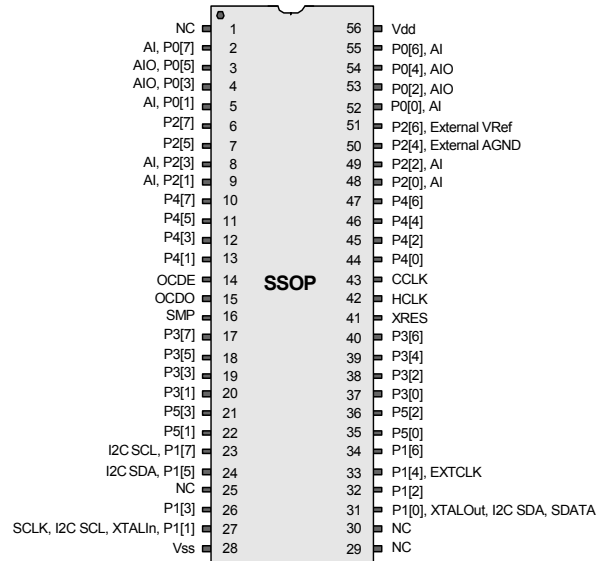 NC 1 56 Vdd
AI, P0[7] 2 55 P0[6], AI
AIO, P0[5] 3 54 P0[4], AIO
AIO, P0[3] 4 53 P0[2], AIO
AI, P0[1] 5 52 P0[0], AI
P2[7] 6 51 P2[6], External VRef
P2[5] 7 50 P2[4], External AGND
AI, P2[3] 8 49 P2[2], AI
AI, P2[1] 9 48 P2[0], AI
P4[7] 10 47 P4[6]
P4[5] 11 46 P4[4]
P4[3] 12 45 P4[2]
P4[1] 13 44 P4[0]
OCDE 14 SSOP 43 CCLK
OCDO 15 42 HCLK
SMP 16 41 XRES
P3[7] 17 40 P3[6]
P3[5] 18 39 P3[4]
P3[3] 19 38 P3[2]
P3[1] 20 37 P3[0]
P5[3] 21 36 P5[2]
P5[1] 22 35 P5[0]
I2C SCL, P1[7] 23 34 P1[6]
I2C SDA, P1[5] 24 33 P1[4], EXTCLK
NC 25 32 P1[2]
P1[3] 26 31 P1[0], XTALOut, I2C SDA, SDATA
SCLK, I2C SCL, XTALIn, P1[1] 27 30 NC
Vss 28 29 NC